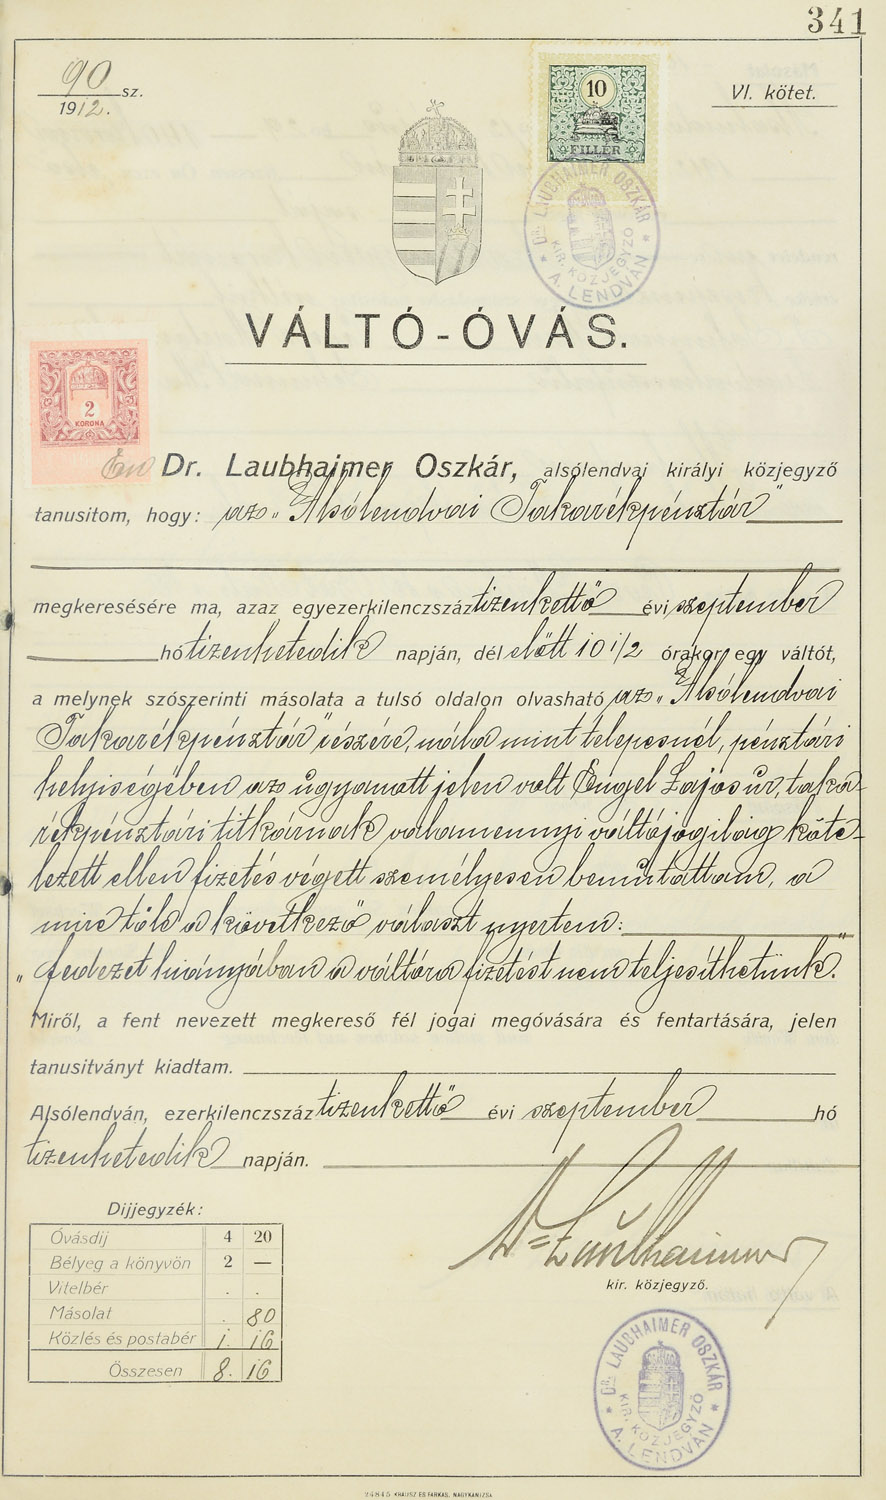 341
90 sz.
1912.
VI. kötet.
10
FILLÉR
DR. LAUBHAIMER OSZKÁR
KIR. KÖZJEGYZŐ
A. LENDVÁN
VÁLTÓ-ÓVÁS.
2
KORONA
Én Dr. Laubhaimer Oszkár, alsólendvai királyi közjegyző
tanusitom, hogy: az „Alsólendvai Takarékpénztár”
megkeresésére ma, azaz egyezerkilenczszáz tizenkettő évi szeptember
hó tizenhetedik napján, dél előtt 10 1/2 órakor egy váltót,
a melynek szószerinti másolata a tulsó oldalon olvasható az „Alsólendvai
Takarékpénztár” részére, nála mint telepesnél, pénztári
helyiségében az ugyanott jelen volt Engel Lajos úr, taka-
rékpénztári titkárnak valamennyi váltójogilag köte-
lezett ellen fizetés végett személyesen bemutattam, a
mire tőle a következő választ nyertem:
„fedezet hiányában a váltóra fizetést nem teljesíthetünk.”
Miről, a fent nevezett megkereső fél jogai megóvására és fentartására, jelen
tanusitványt kiadtam.
Alsólendván, ezerkilenczszáz tizenkettő évi szeptember hó
tizenhetedik napján.
Dijjegyzék:
Óvásdij 4 20
Bélyeg a könyvön 2 —
Vitelbér . .
Másolat . 80
Közlés és postabér 1. 16
Összesen 8. 16
Dr Laubhaimer
kir. közjegyző.
DR. LAUBHAIMER OSZKÁR
KIR. KÖZJEGYZŐ
A. LENDVÁN
24845 KRAUSZ ÉS FARKAS, NAGYKANIZSA.